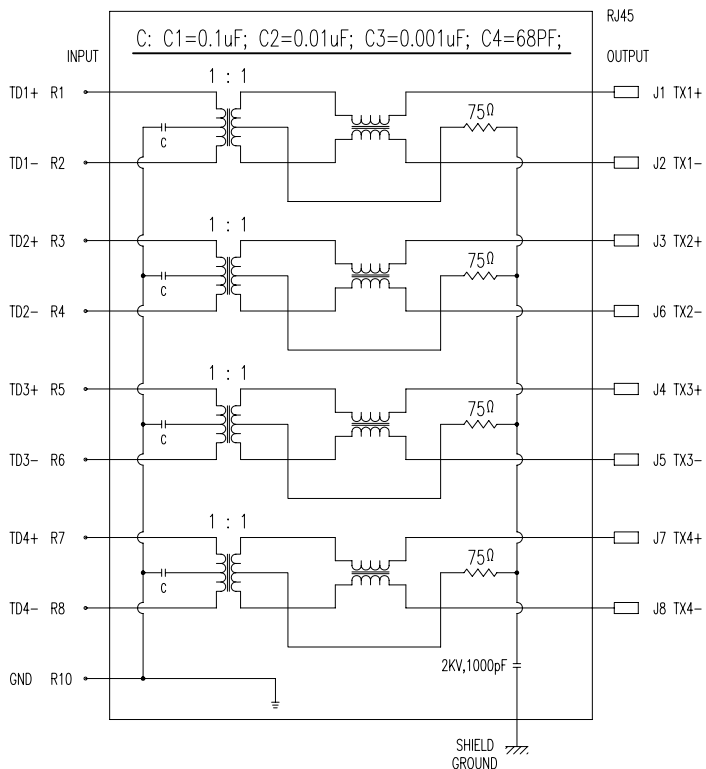 RJ45
C: C1=0.1uF; C2=0.01uF; C3=0.001uF; C4=68PF;
INPUT
OUTPUT
1 : 1
TD1+ R1
J1 TX1+
75Ω
C
TD1- R2
J2 TX1-
1 : 1
TD2+ R3
J3 TX2+
75Ω
C
TD2- R4
J6 TX2-
1 : 1
TD3+ R5
J4 TX3+
75Ω
C
TD3- R6
J5 TX3-
1 : 1
TD4+ R7
J7 TX4+
75Ω
C
TD4- R8
J8 TX4-
2KV,1000pF
GND R10
SHIELD
GROUND